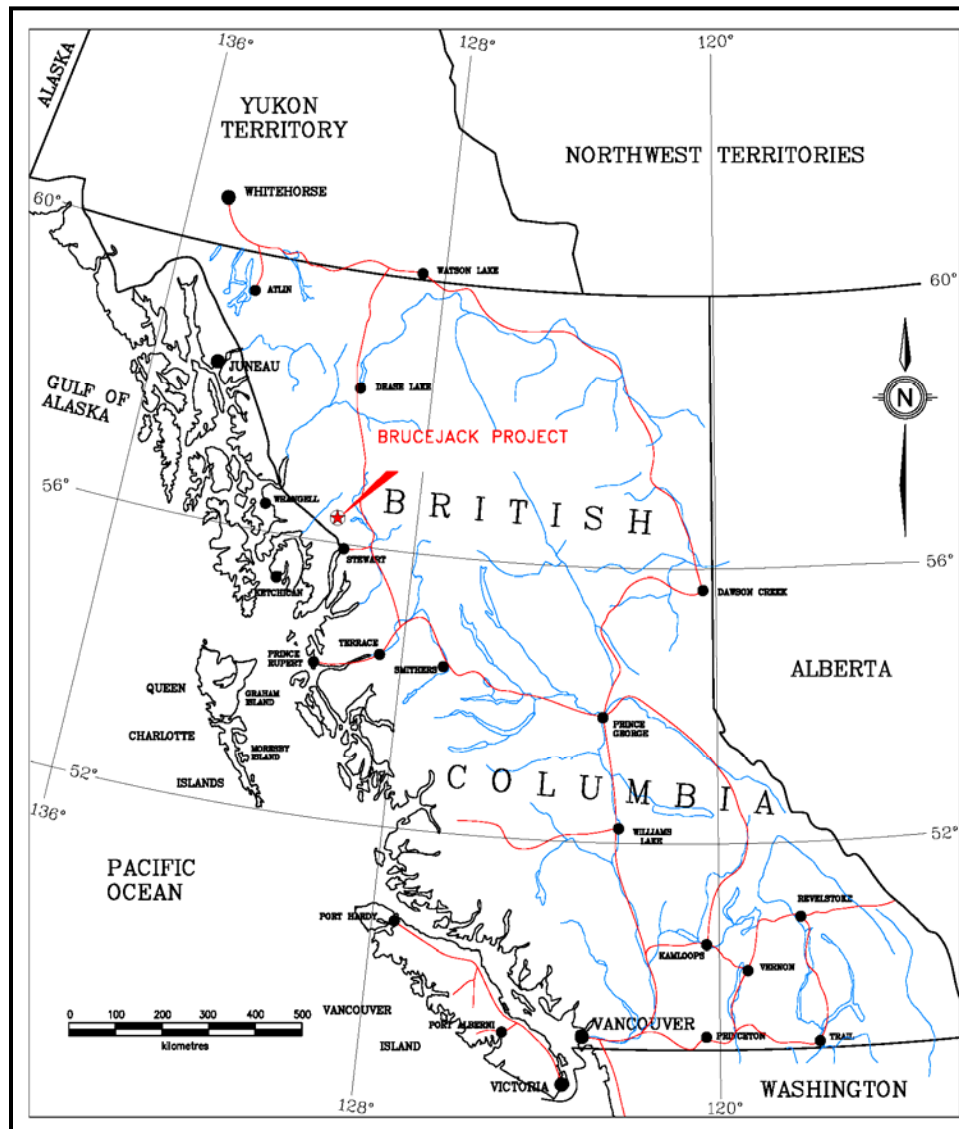 136°
128°
120°
ALASKA
YUKON
TERRITORY
NORTHWEST TERRITORIES
WHITEHORSE
60°
WATSON LAKE
60°
ATLIN
JUNEAU
DEASE LAKE
GULF OF
ALASKA
N
BRUCEJACK PROJECT
56°
WRANGELL
BRITISH
STEWART
56°
KETCHICAN
DAWSON CREEK
TERRACE
PRINCE
RUPERT
SMITHERS
ALBERTA
QUEEN
GRAHAM
ISLAND
PRINCE
GEORGE
CHARLOTTE
MORESBY
ISLAND
52°
ISLANDS
COLUMBIA
136°
WILLIAMS
LAKE
52°
PACIFIC
OCEAN
PORT HARDY
REVELSTOKE
KAMLOOPS
VERNON
VANCOUVER
0 100 200 300 400 500
kilometres
PORT ALBERNI
VANCOUVER
PRINCETON
TRAIL
ISLAND
VICTORIA
WASHINGTON
128°
120°